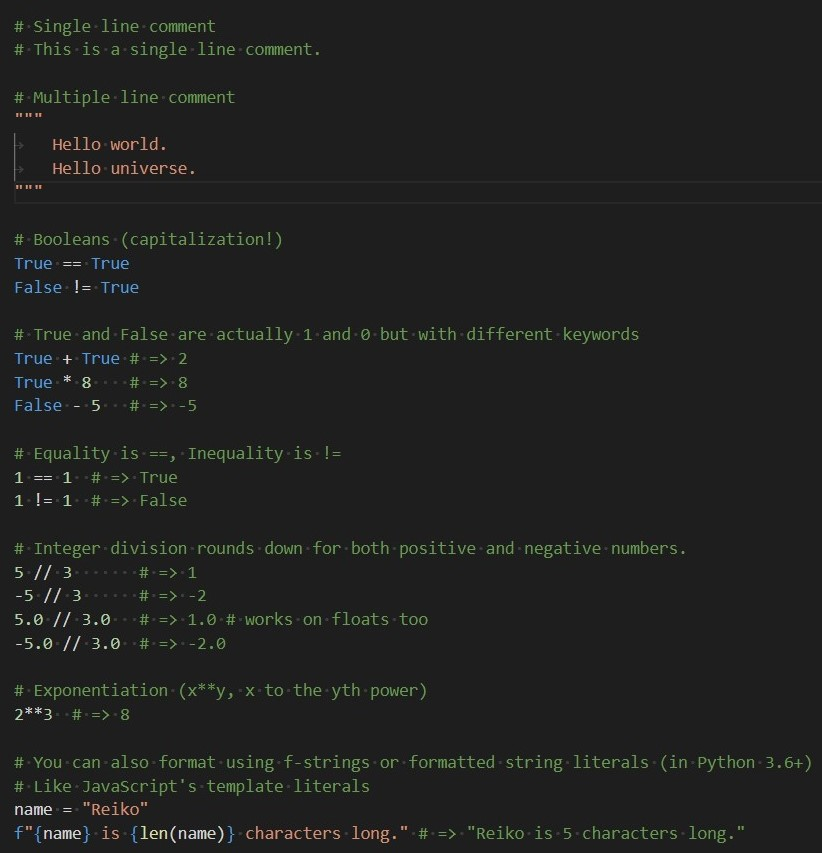 # Single line comment
# This is a single line comment.
# Multiple line comment
"""
Hello world.
Hello universe.
"""
# Booleans (capitalization!)
True == True
False != True
# True and False are actually 1 and 0 but with different keywords
True + True # => 2
True * 8    # => 8
False - 5   # => -5
# Equality is ==, Inequality is !=
1 == 1  # => True
1 != 1  # => False
# Integer division rounds down for both positive and negative numbers.
5 // 3       # => 1
-5 // 3      # => -2
5.0 // 3.0   # => 1.0 # works on floats too
-5.0 // 3.0  # => -2.0
# Exponentiation (x**y, x to the yth power)
2**3  # => 8
# You can also format using f-strings or formatted string literals (in Python 3.6+)
# Like JavaScript's template literals
name = "Reiko"
f"{name} is {len(name)} characters long." # => "Reiko is 5 characters long."